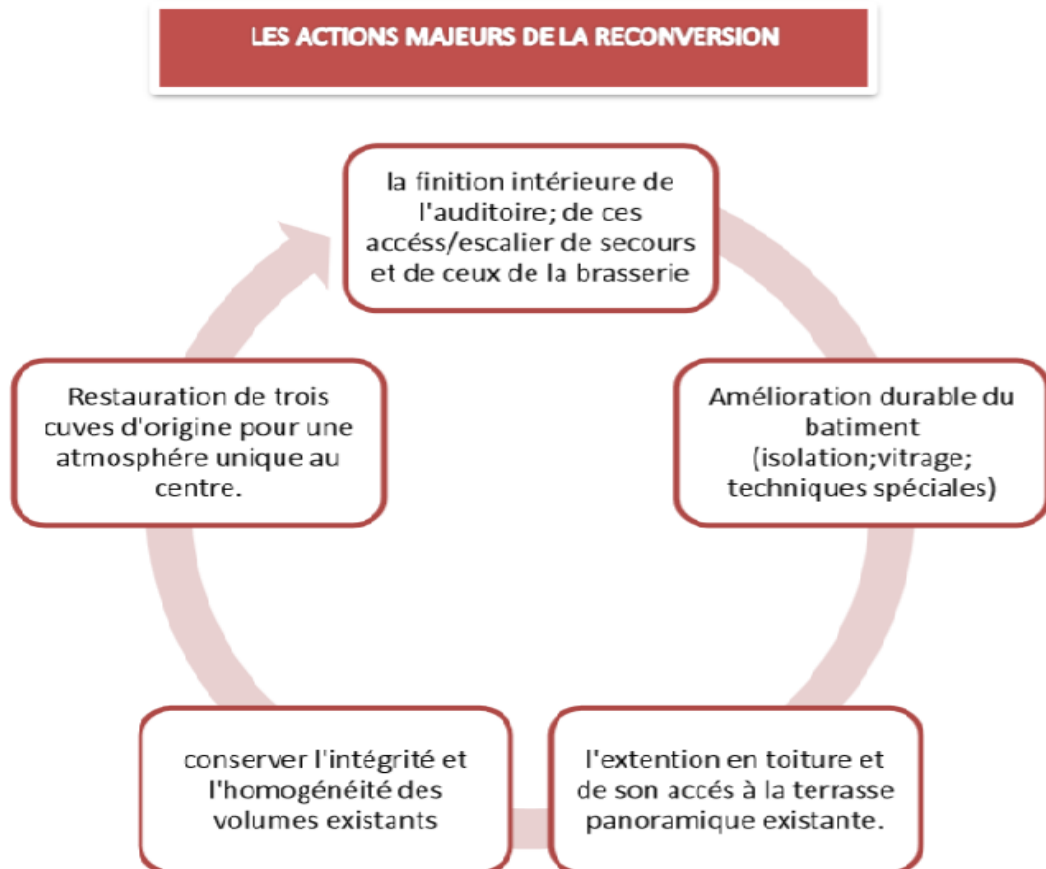 LES ACTIONS MAJEURS DE LA RECONVERSION
la finition intérieure de
l'auditoire; de ces
accéss/escalier de secours
et de ceux de la brasserie
Amélioration durable du
batiment
(isolation;vitrage;
techniques spéciales)
l'extention en toiture et
de son accés à la terrasse
panoramique existante.
conserver l'intégrité et
l'homogénéité des
volumes existants
Restauration de trois
cuves d'origine pour une
atmosphére unique au
centre.